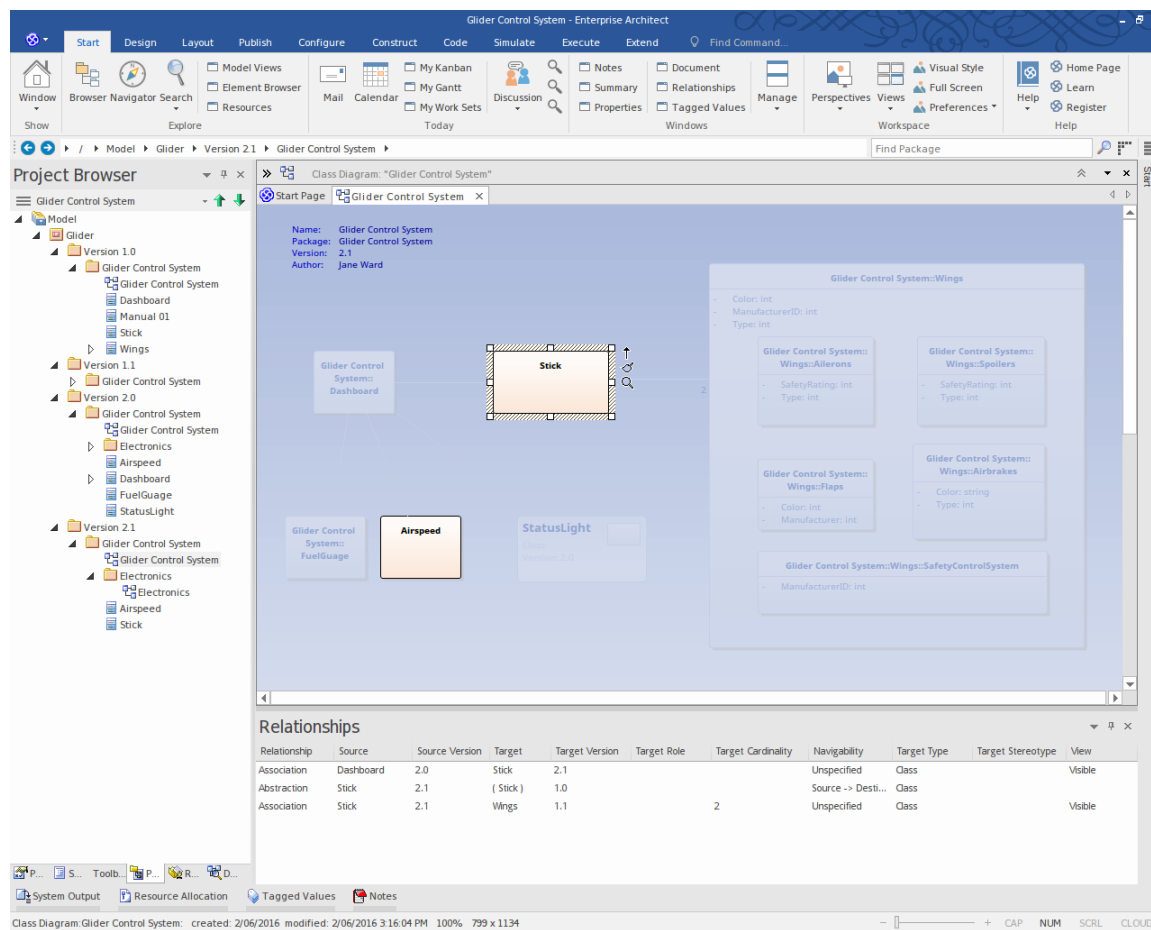 Glider Control System - Enterprise Architect
Start Design Layout Publish Configure Construct Code Simulate Execute Extend Find Command...
Window
Show
Browser Navigator Search
Model Views
Element Browser
Resources
Explore
Mail Calendar
My Kanban
My Gantt
My Work Sets
Today
Discussion
Notes
Summary
Properties
Document
Relationships
Tagged Values
Windows
Manage
Perspectives Views
Visual Style
Full Screen
Preferences
Workspace
Help
Home Page
Learn
Register
Help
/ Model Glider Version 2.1 Glider Control System
Find Package
Start
Project Browser
Glider Control System
Model
Glider
Version 1.0
Glider Control System
Glider Control System
Dashboard
Manual 01
Stick
Wings
Version 1.1
Glider Control System
Version 2.0
Glider Control System
Glider Control System
Electronics
Airspeed
Dashboard
FuelGuage
StatusLight
Version 2.1
Glider Control System
Glider Control System
Electronics
Electronics
Airspeed
Stick
P... S... Toolb... P... R... D...
Class Diagram: "Glider Control System"
Start Page Glider Control System
Name: Glider Control System
Package: Glider Control System
Version: 2.1
Author: Jane Ward
Glider Control
System::
Dashboard
Stick
2
Glider Control
System::
FuelGuage
Airspeed
StatusLight
Version 2.0
Glider Control System::Wings
- Color: int
- ManufacturerID: int
- Type: int
Glider Control System::
Wings::Ailerons
- SafetyRating: int
- Type: int
Glider Control System::
Wings::Spoilers
- SafetyRating: int
- Type: int
Glider Control System::
Wings::Flaps
- Color: int
- Manufacturer: int
Glider Control System::
Wings::Airbrakes
- Color: string
- Type: int
Glider Control System::Wings::SafetyControlSystem
- ManufacturerID: int
Relationships
Relationship Source Source Version Target Target Version Target Role Target Cardinality Navigability Target Type Target Stereotype View
Association Dashboard 2.0 Stick 2.1 Unspecified Class Visible
Abstraction Stick 2.1 ( Stick ) 1.0 Source -> Desti... Class
Association Stick 2.1 Wings 1.1 2 Unspecified Class Visible
System Output Resource Allocation Tagged Values Notes
Class Diagram:Glider Control System: created: 2/06/2016 modified: 2/06/2016 3:16:04 PM 100% 799 x 1134 CAP NUM SCRL CLOUD